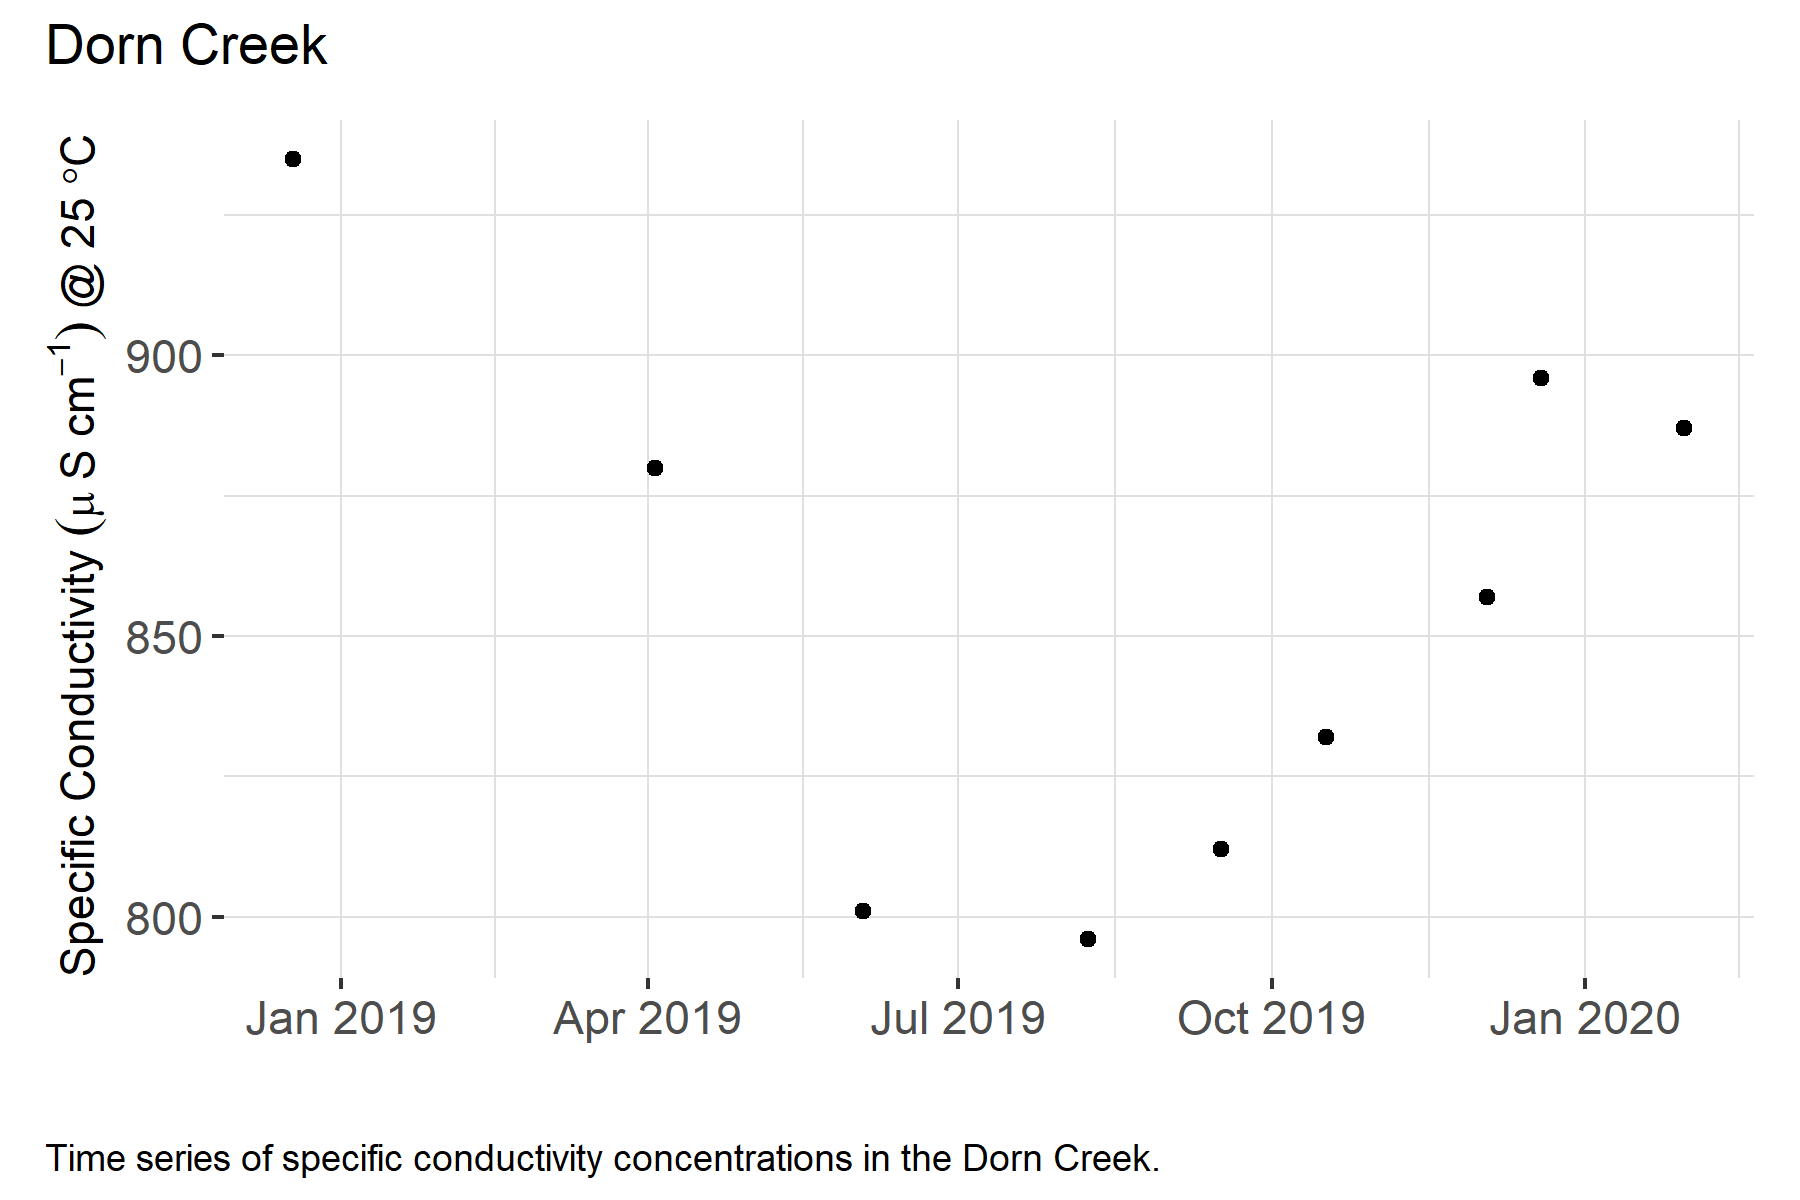 Dorn Creek
Specific Conductivity (μ S cm⁻¹) @ 25 °C
900
850
800
Jan 2019 Apr 2019 Jul 2019 Oct 2019 Jan 2020
Time series of specific conductivity concentrations in the Dorn Creek.